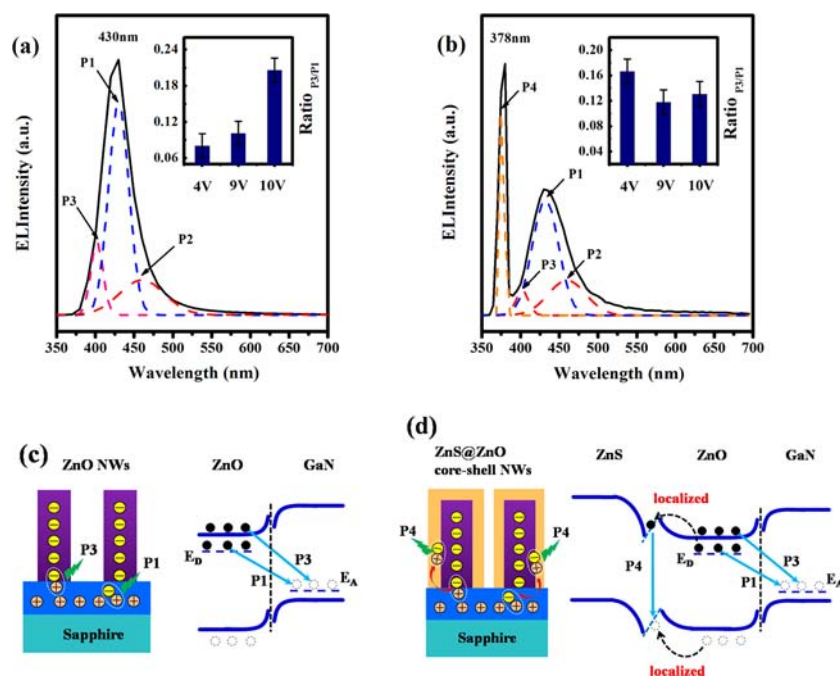 (a)
430nm
P1
P3
P2
0.24
0.18
0.12
0.06
4V 9V 10V
Ratio P3/P1
ELIntensity (a.u.)
350 400 450 500 550 600 650 700
Wavelength (nm)
(b)
378nm
P4
P1
P3
P2
0.20
0.16
0.12
0.08
0.04
4V 9V 10V
Ratio P3/P1
ELIntensity (a.u.)
350 400 450 500 550 600 650 700
Wavelength (nm)
(c)
ZnO NWs
P3
P1
Sapphire
ZnO GaN
ED
P3
P1
EA
(d)
ZnS@ZnO
core-shell NWs
P4
P4
Sapphire
ZnS ZnO GaN
localized
ED
P4
P3
P1
EA
localized